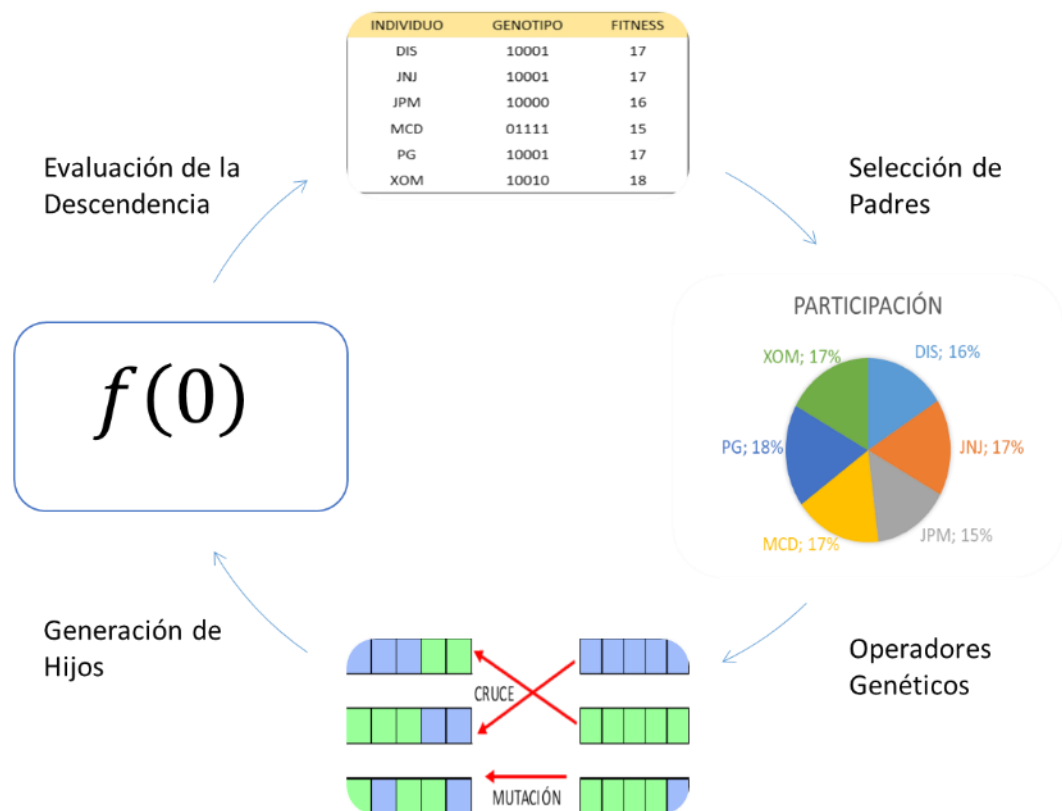 INDIVIDUO GENOTIPO FITNESS
DIS 10001 17
JNJ 10001 17
JPM 10000 16
MCD 01111 15
PG 10001 17
XOM 10010 18
Evaluación de la
Descendencia
Selección de
Padres
PARTICIPACIÓN
XOM; 17%
DIS; 16%
PG; 18%
JNJ; 17%
MCD; 17%
JPM; 15%
f(0)
Generación de
Hijos
Operadores
Genéticos
CRUCE
MUTACIÓN